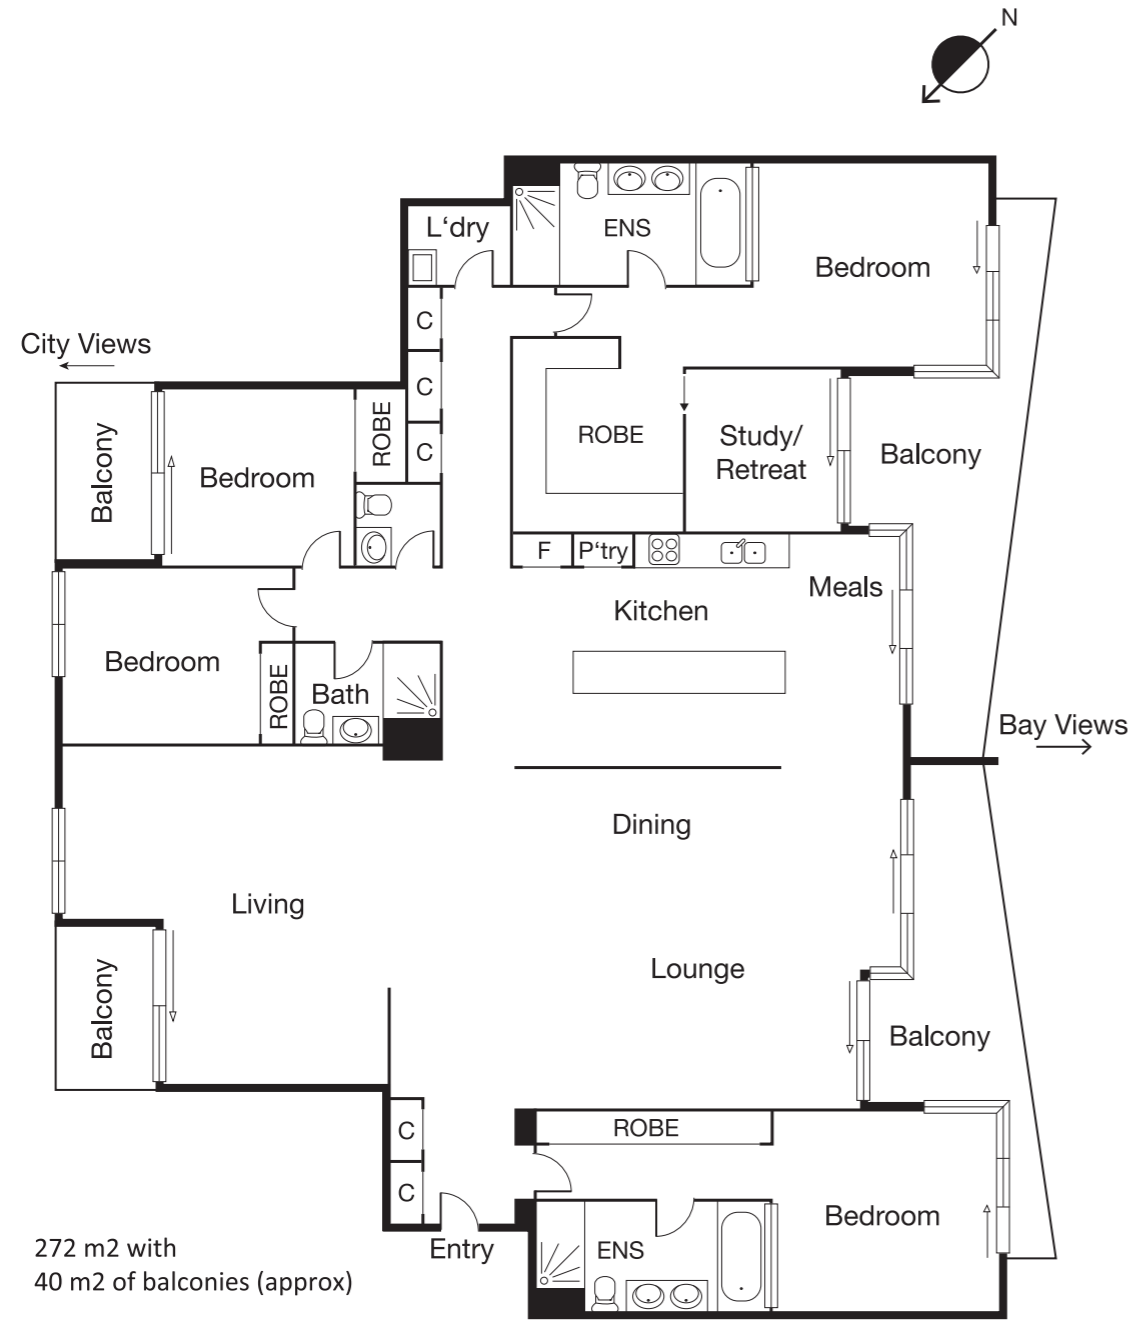 N
L‘dry
ENS
Bedroom
C
City Views
C
ROBE
Balcony
Bedroom
C
ROBE
Study/
Retreat
Balcony
F
P‘try
Meals
Kitchen
Bedroom
ROBE
Bath
Bay Views
Dining
Living
Lounge
Balcony
Balcony
C
ROBE
C
Bedroom
Entry
ENS
272 m2 with
40 m2 of balconies (approx)